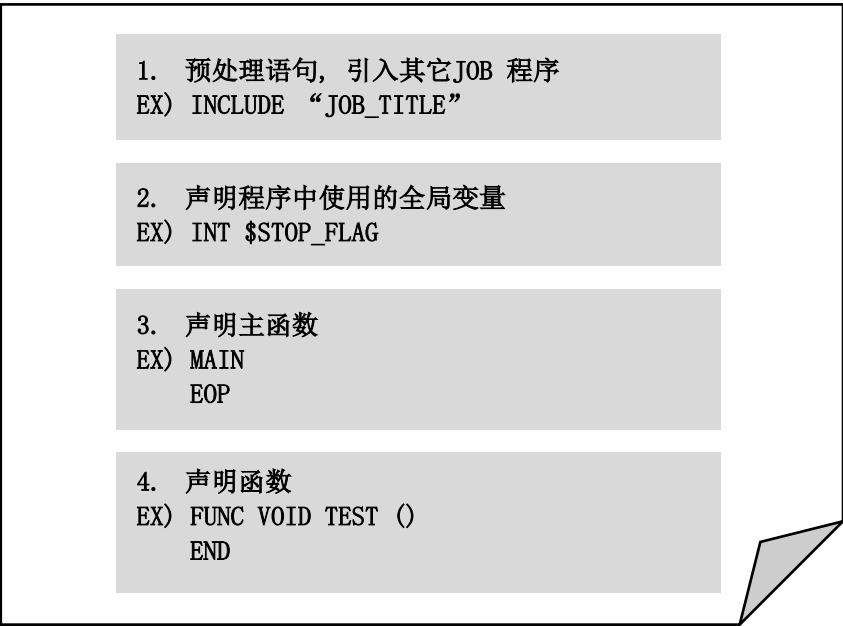 1. 预处理语句, 引入其它JOB 程序
EX) INCLUDE “JOB_TITLE”
2. 声明程序中使用的全局变量
EX) INT $STOP_FLAG
3. 声明主函数
EX) MAIN
EOP
4. 声明函数
EX) FUNC VOID TEST ()
END